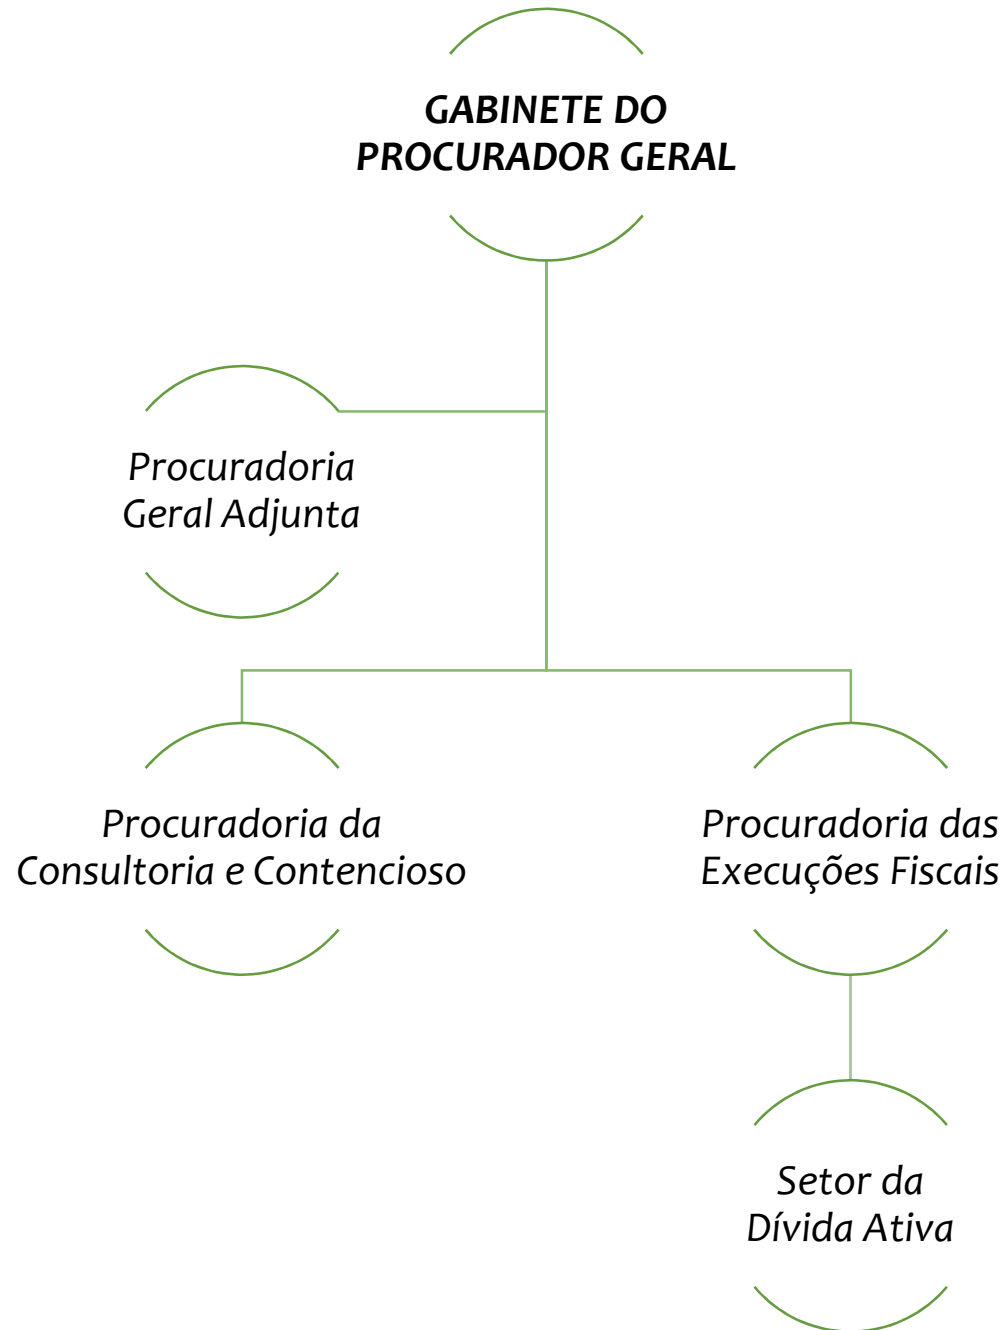 GABINETE DO
PROCURADOR GERAL
Procuradoria
Geral Adjunta
Procuradoria da
Consultoria e Contencioso
Procuradoria das
Execuções Fiscais
Setor da
Dívida Ativa